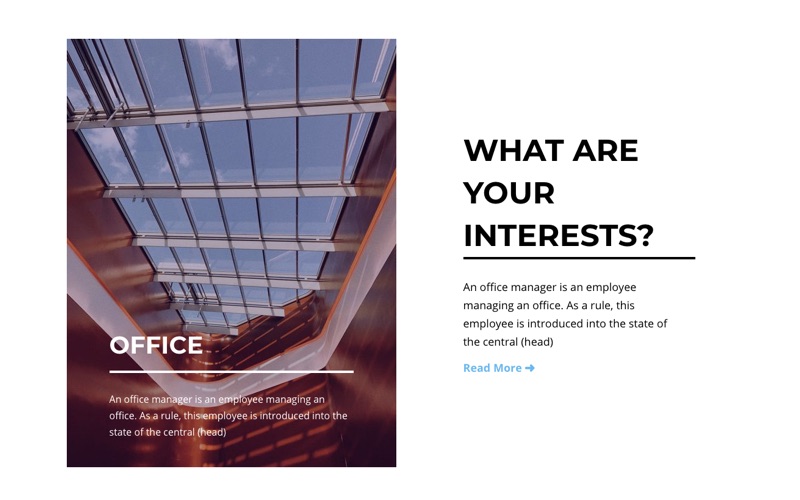 OFFICE
An office manager is an employee managing an
office. As a rule, this employee is introduced into the
state of the central (head)
WHAT ARE
YOUR
INTERESTS?
An office manager is an employee
managing an office. As a rule, this
employee is introduced into the state of
the central (head)
Read More ➔